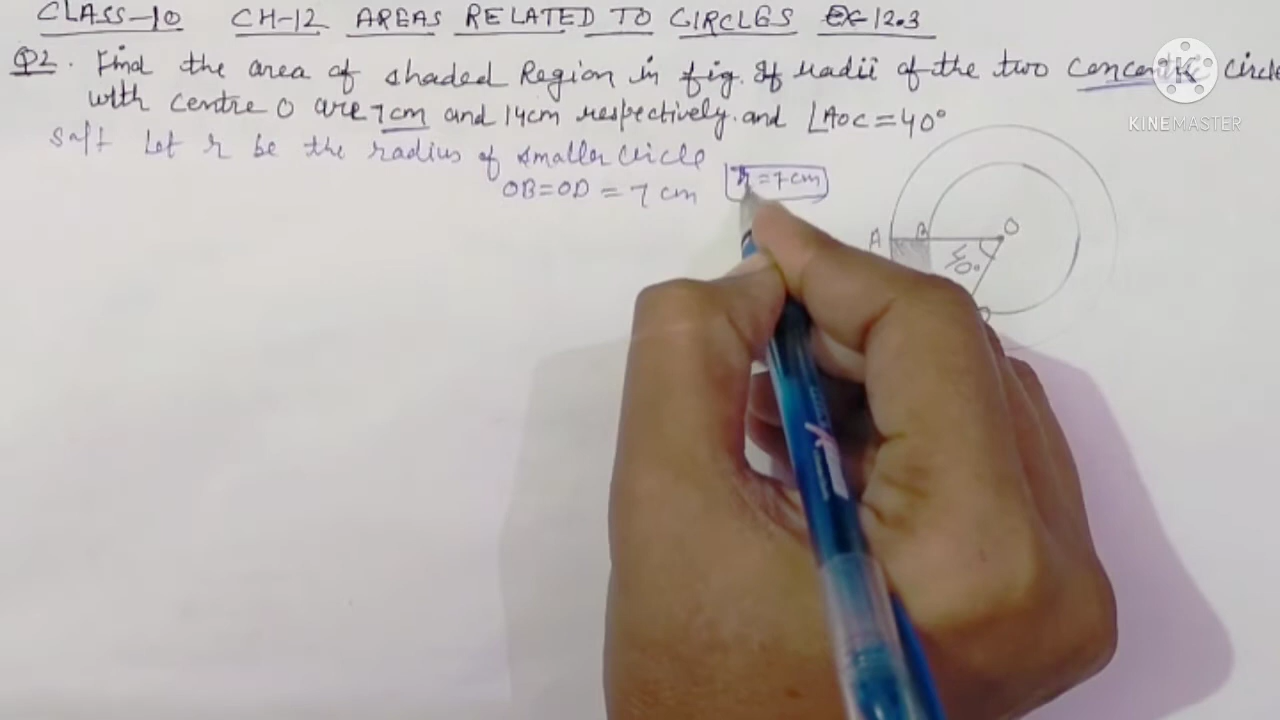 CLASS-10 CH-12 AREAS RELATED TO CIRCLES EX-12.3
Q2. Find the area of shaded Region in fig. If radii of the two concentric circle
with centre O are 7cm and 14cm respectively. and ∠AOC = 40°
Let r be the radius of smaller circle
OB = OD = 7 cm r = 7 cm
KINEMASTER
A B O
40°